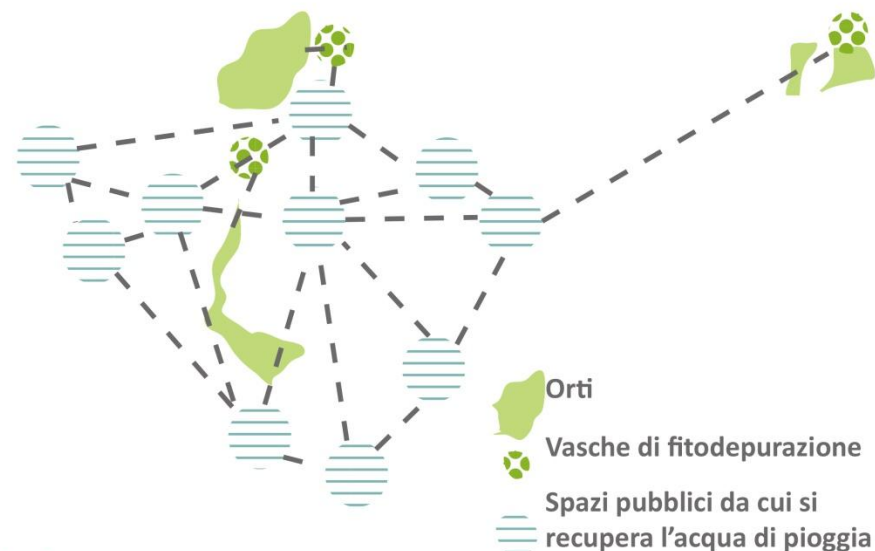 Orti
Vasche di fitodepurazione
Spazi pubblici da cui si
recupera l'acqua di pioggia